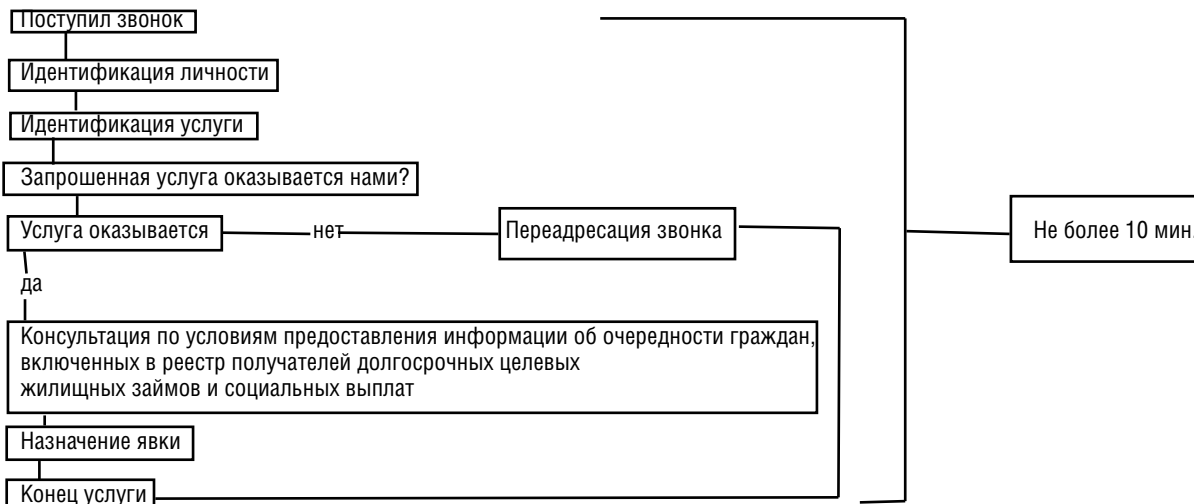 Поступил звонок
Идентификация личности
Идентификация услуги
Запрошенная услуга оказывается нами?
Услуга оказывается
нет
Переадресация звонка
Не более 10 мин.
да
Консультация по условиям предоставления информации об очередности граждан,
включенных в реестр получателей долгосрочных целевых
жилищных займов и социальных выплат
Назначение явки
Конец услуги